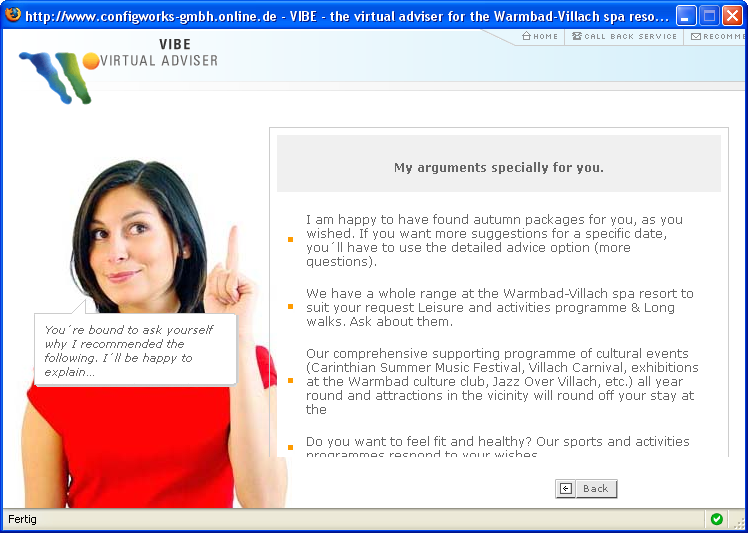 http://www.configworks-gmbh.online.de - VIBE - the virtual adviser for the Warmbad-Villach spa reso...
HOME
CALL BACK SERVICE
RECOMME
VIBE
VIRTUAL ADVISER
My arguments specially for you.
I am happy to have found autumn packages for you, as you
wished. If you want more suggestions for a specific date,
you´ll have to use the detailed advice option (more
questions).
We have a whole range at the Warmbad-Villach spa resort to
suit your request Leisure and activities programme & Long
walks. Ask about them.
Our comprehensive supporting programme of cultural events
(Carinthian Summer Music Festival, Villach Carnival, exhibitions
at the Warmbad culture club, Jazz Over Villach, etc.) all year
round and attractions in the vicinity will round off your stay at
the
Do you want to feel fit and healthy? Our sports and activities
programmes respond to your wishes
You´re bound to ask yourself
why I recommended the
following. I´ll be happy to
explain...
Back
Fertig